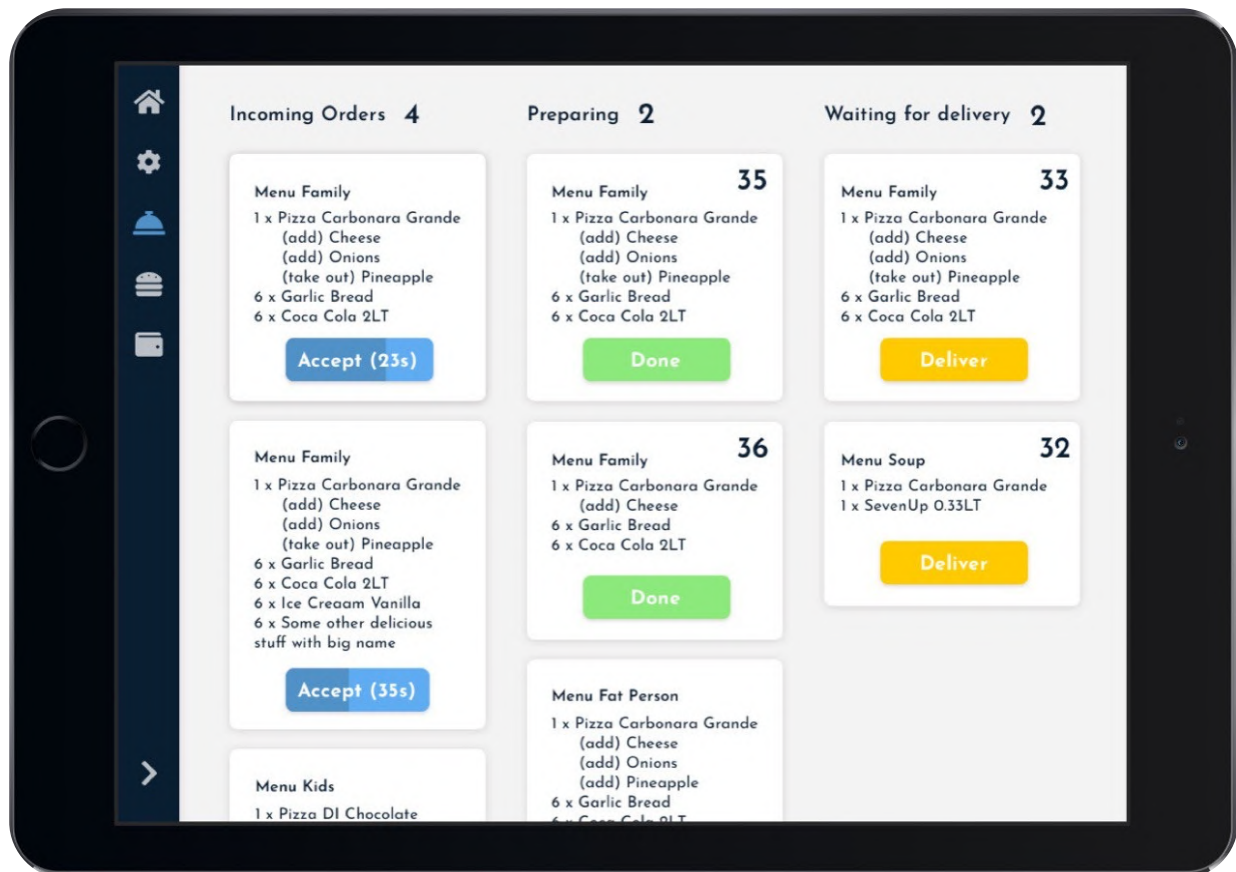 Incoming Orders 4
Menu Family
1 x Pizza Carbonara Grande
(add) Cheese
(add) Onions
(take out) Pineapple
6 x Garlic Bread
6 x Coca Cola 2LT
Accept (23s)
Menu Family
1 x Pizza Carbonara Grande
(add) Cheese
(add) Onions
(take out) Pineapple
6 x Garlic Bread
6 x Coca Cola 2LT
6 x Ice Creaam Vanilla
6 x Some other delicious
stuff with big name
Accept (35s)
Menu Kids
1 x Pizza DI Chocolate
Preparing 2
35
Menu Family
1 x Pizza Carbonara Grande
(add) Cheese
(add) Onions
(take out) Pineapple
6 x Garlic Bread
6 x Coca Cola 2LT
Done
36
Menu Family
1 x Pizza Carbonara Grande
(add) Cheese
6 x Garlic Bread
6 x Coca Cola 2LT
Done
Menu Fat Person
1 x Pizza Carbonara Grande
(add) Cheese
(add) Onions
(add) Pineapple
6 x Garlic Bread
6 x Coca Cola 2LT
Waiting for delivery 2
33
Menu Family
1 x Pizza Carbonara Grande
(add) Cheese
(add) Onions
(take out) Pineapple
6 x Garlic Bread
6 x Coca Cola 2LT
Deliver
32
Menu Soup
1 x Pizza Carbonara Grande
1 x SevenUp 0.33LT
Deliver